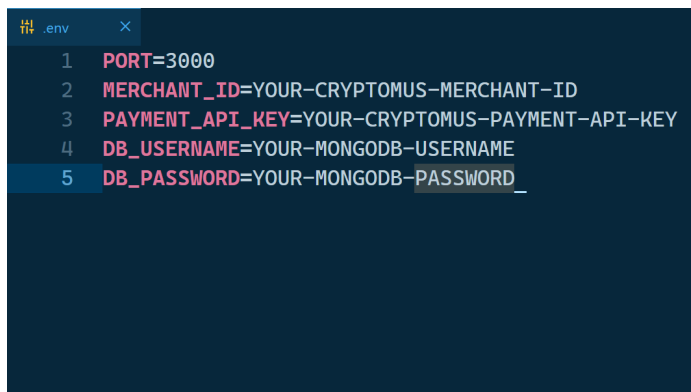 .env
1 PORT=3000
2 MERCHANT_ID=YOUR-CRYPTOMUS-MERCHANT-ID
3 PAYMENT_API_KEY=YOUR-CRYPTOMUS-PAYMENT-API-KEY
4 DB_USERNAME=YOUR-MONGODB-USERNAME
5 DB_PASSWORD=YOUR-MONGODB-PASSWORD